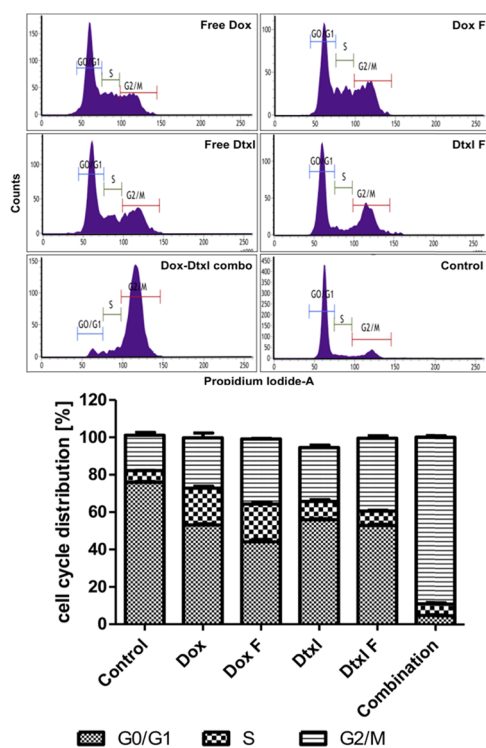 Free Dox
150
100
50
0
G0/G1
S
G2/M
0 50 100 150 200 250
Dox F
100
50
0
G0/G1
S
G2/M
0 50 100 150 200 250
Counts
Free Dtxl
100
50
0
G0/G1
S
G2/M
0 50 100 150 200 250
Dtxl F
100
50
0
G0/G1
S
G2/M
0 50 100 150 200 250
Dox-Dtxl combo
150
100
50
0
G0/G1
S
G2/M
0 50 100 150 200 250
Control
450
400
350
300
250
200
150
100
50
0
G0/G1
S
G2/M
0 50 100 150 200 250
Propidium Iodide-A
cell cycle distribution [%]
120
100
80
60
40
20
0
Control
Dox
Dox F
Dtxl
Dtxl F
Combination
G0/G1 S G2/M